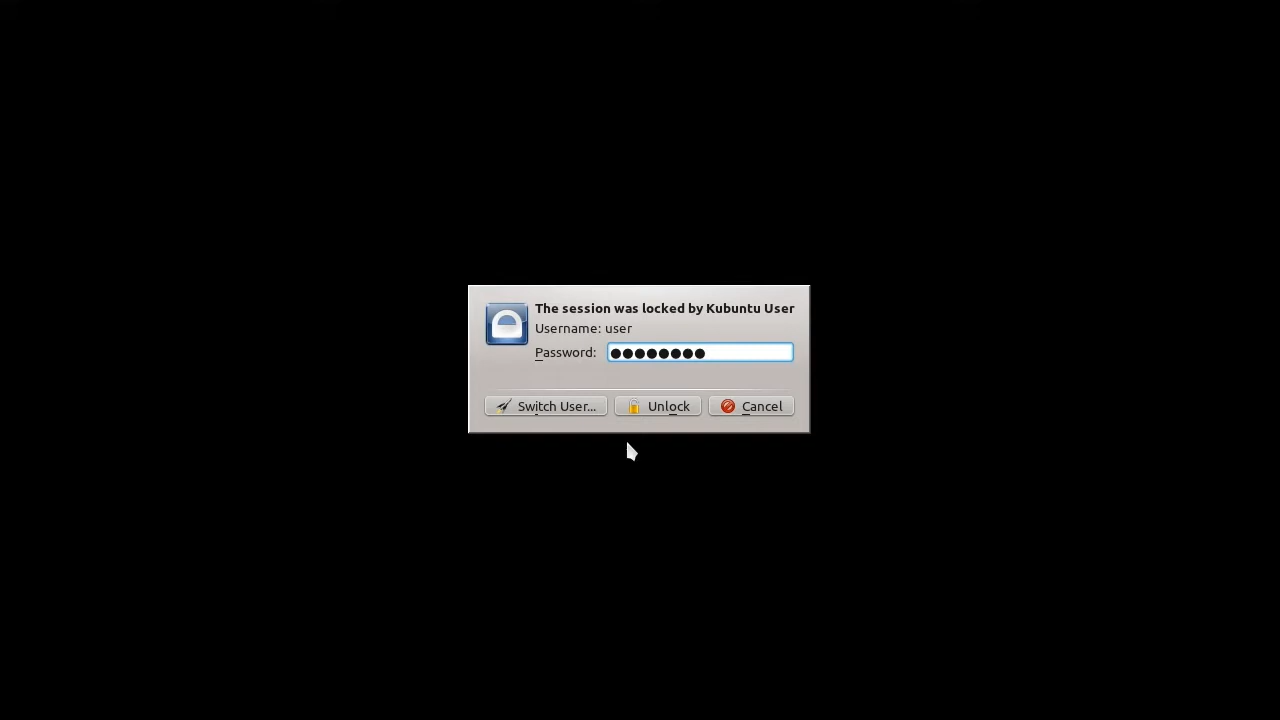 The session was locked by Kubuntu User
Username: user
Password: ●●●●●●●●
Switch User...
Unlock
Cancel